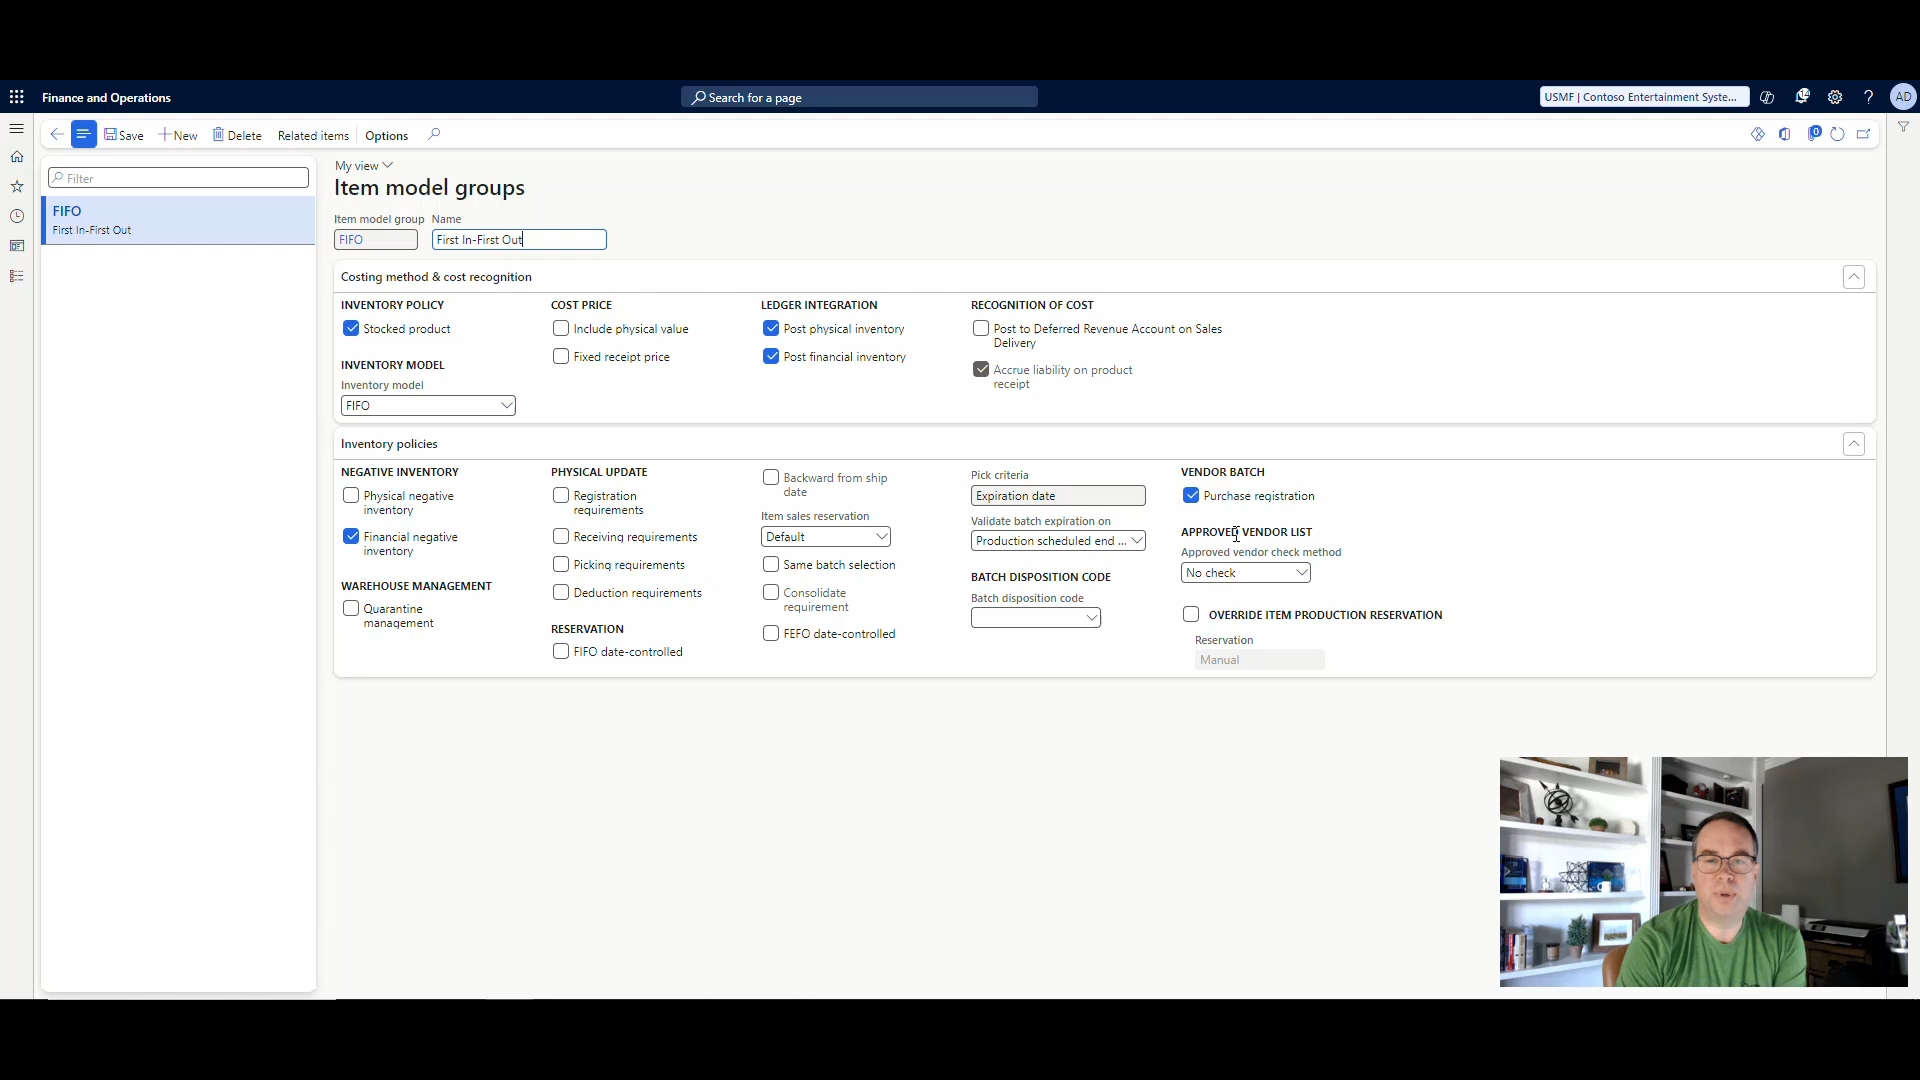 Finance and Operations
Search for a page
USMF | Contoso Entertainment Syste...
14
AD
Save
New
Delete
Related items
Options
0
Filter
FIFO
First In-First Out
My view
Item model groups
Item model group
Name
FIFO
First In-First Out
Costing method & cost recognition
INVENTORY POLICY
Stocked product
INVENTORY MODEL
Inventory model
FIFO
COST PRICE
Include physical value
Fixed receipt price
LEDGER INTEGRATION
Post physical inventory
Post financial inventory
RECOGNITION OF COST
Post to Deferred Revenue Account on Sales
Delivery
Accrue liability on product
receipt
Inventory policies
NEGATIVE INVENTORY
Physical negative
inventory
Financial negative
inventory
WAREHOUSE MANAGEMENT
Quarantine
management
PHYSICAL UPDATE
Registration
requirements
Receiving requirements
Picking requirements
Deduction requirements
RESERVATION
FIFO date-controlled
Backward from ship
date
Item sales reservation
Default
Same batch selection
Consolidate
requirement
FEFO date-controlled
Pick criteria
Expiration date
Validate batch expiration on
Production scheduled end ...
BATCH DISPOSITION CODE
Batch disposition code
VENDOR BATCH
Purchase registration
APPROVED VENDOR LIST
Approved vendor check method
No check
OVERRIDE ITEM PRODUCTION RESERVATION
Reservation
Manual